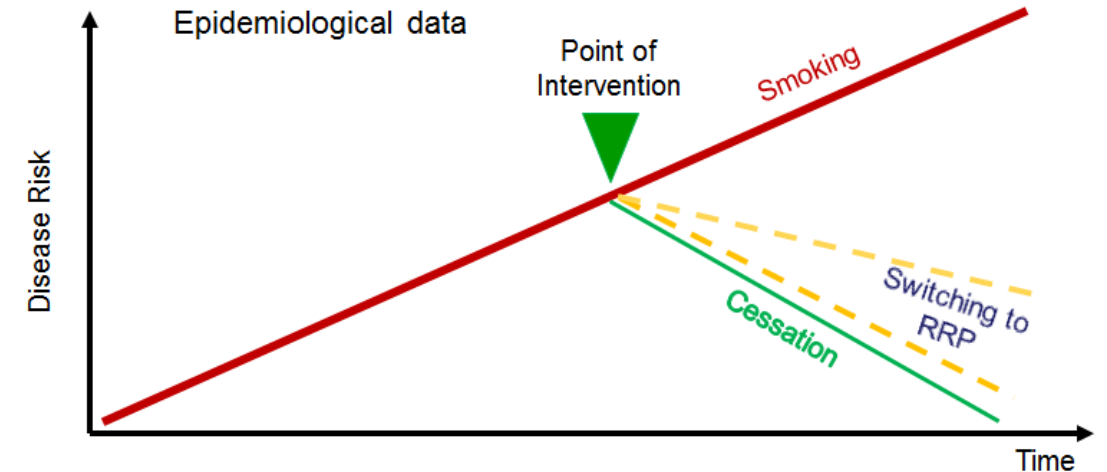 Epidemiological data
Point of
Intervention
Smoking
Disease Risk
Switching to
RRP
Cessation
Time